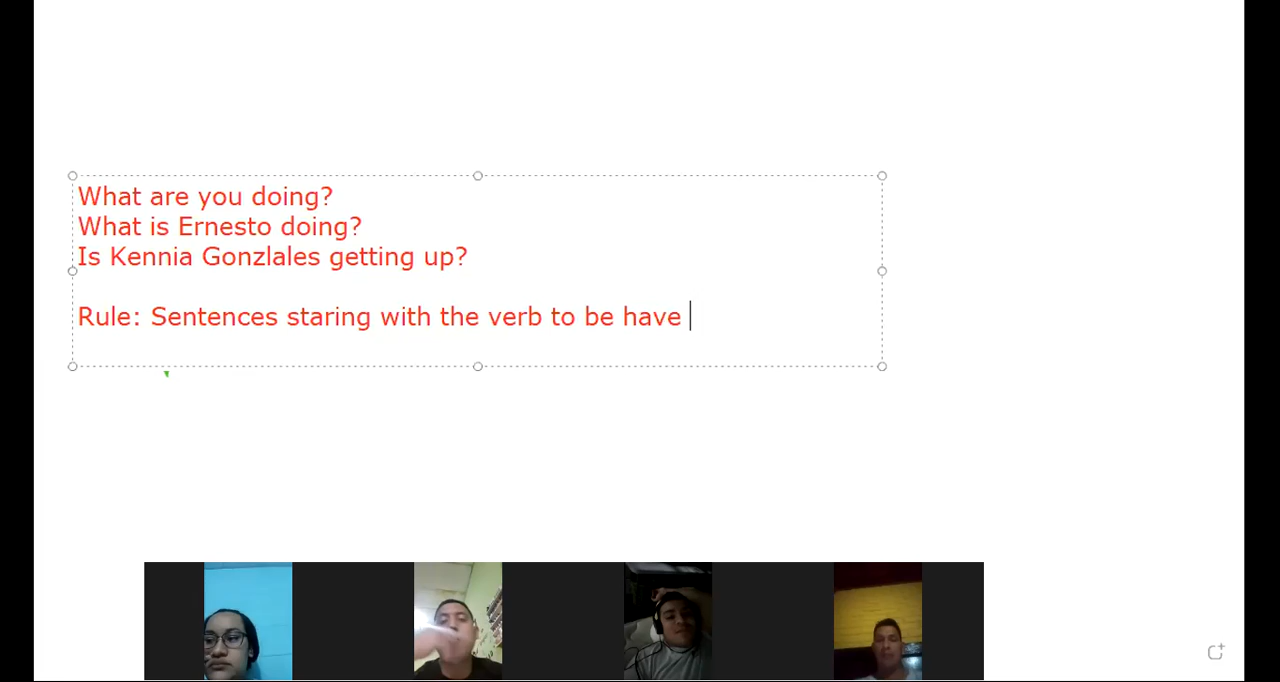 What are you doing?
What is Ernesto doing?
Is Kennia Gonzlales getting up?
Rule: Sentences staring with the verb to be have